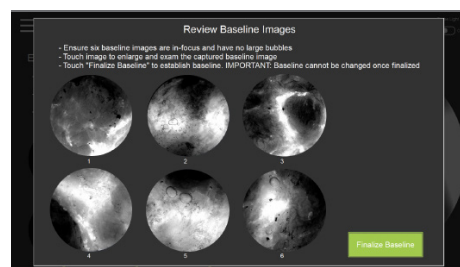 Review Baseline Images
- Ensure six baseline images are in-focus and have no large bubbles
- Touch image to enlarge and exam the captured baseline image
- Touch "Finalize Baseline" to establish baseline. IMPORTANT: Baseline cannot be changed once finalized
1
2
3
4
5
6
Finalize Baseline